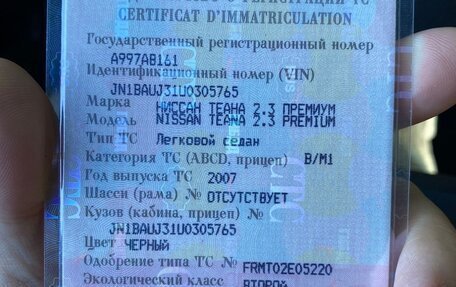 CERTIFICAT D'IMMATRICULATION
Государственный регистрационный номер
А997АВ161
Идентификационный номер (VIN)
JN1BAUJ31U0305765
Марка НИССАН ТЕАНА 2.3 ПРЕМИУМ
Модель NISSAN TEANA 2.3 PREMIUM
Тип ТС Легковой седан
Категория ТС (ABCD, прицеп) B/M1
Год выпуска ТС 2007
Шасси (рама) № ОТСУТСТВУЕТ
Кузов (кабина, прицеп) №
JN1BAUJ31U0305765
Цвет ЧЕРНЫЙ
Одобрение типа ТС № FRMT02E05220
Экологический класс ВТОРОЙ